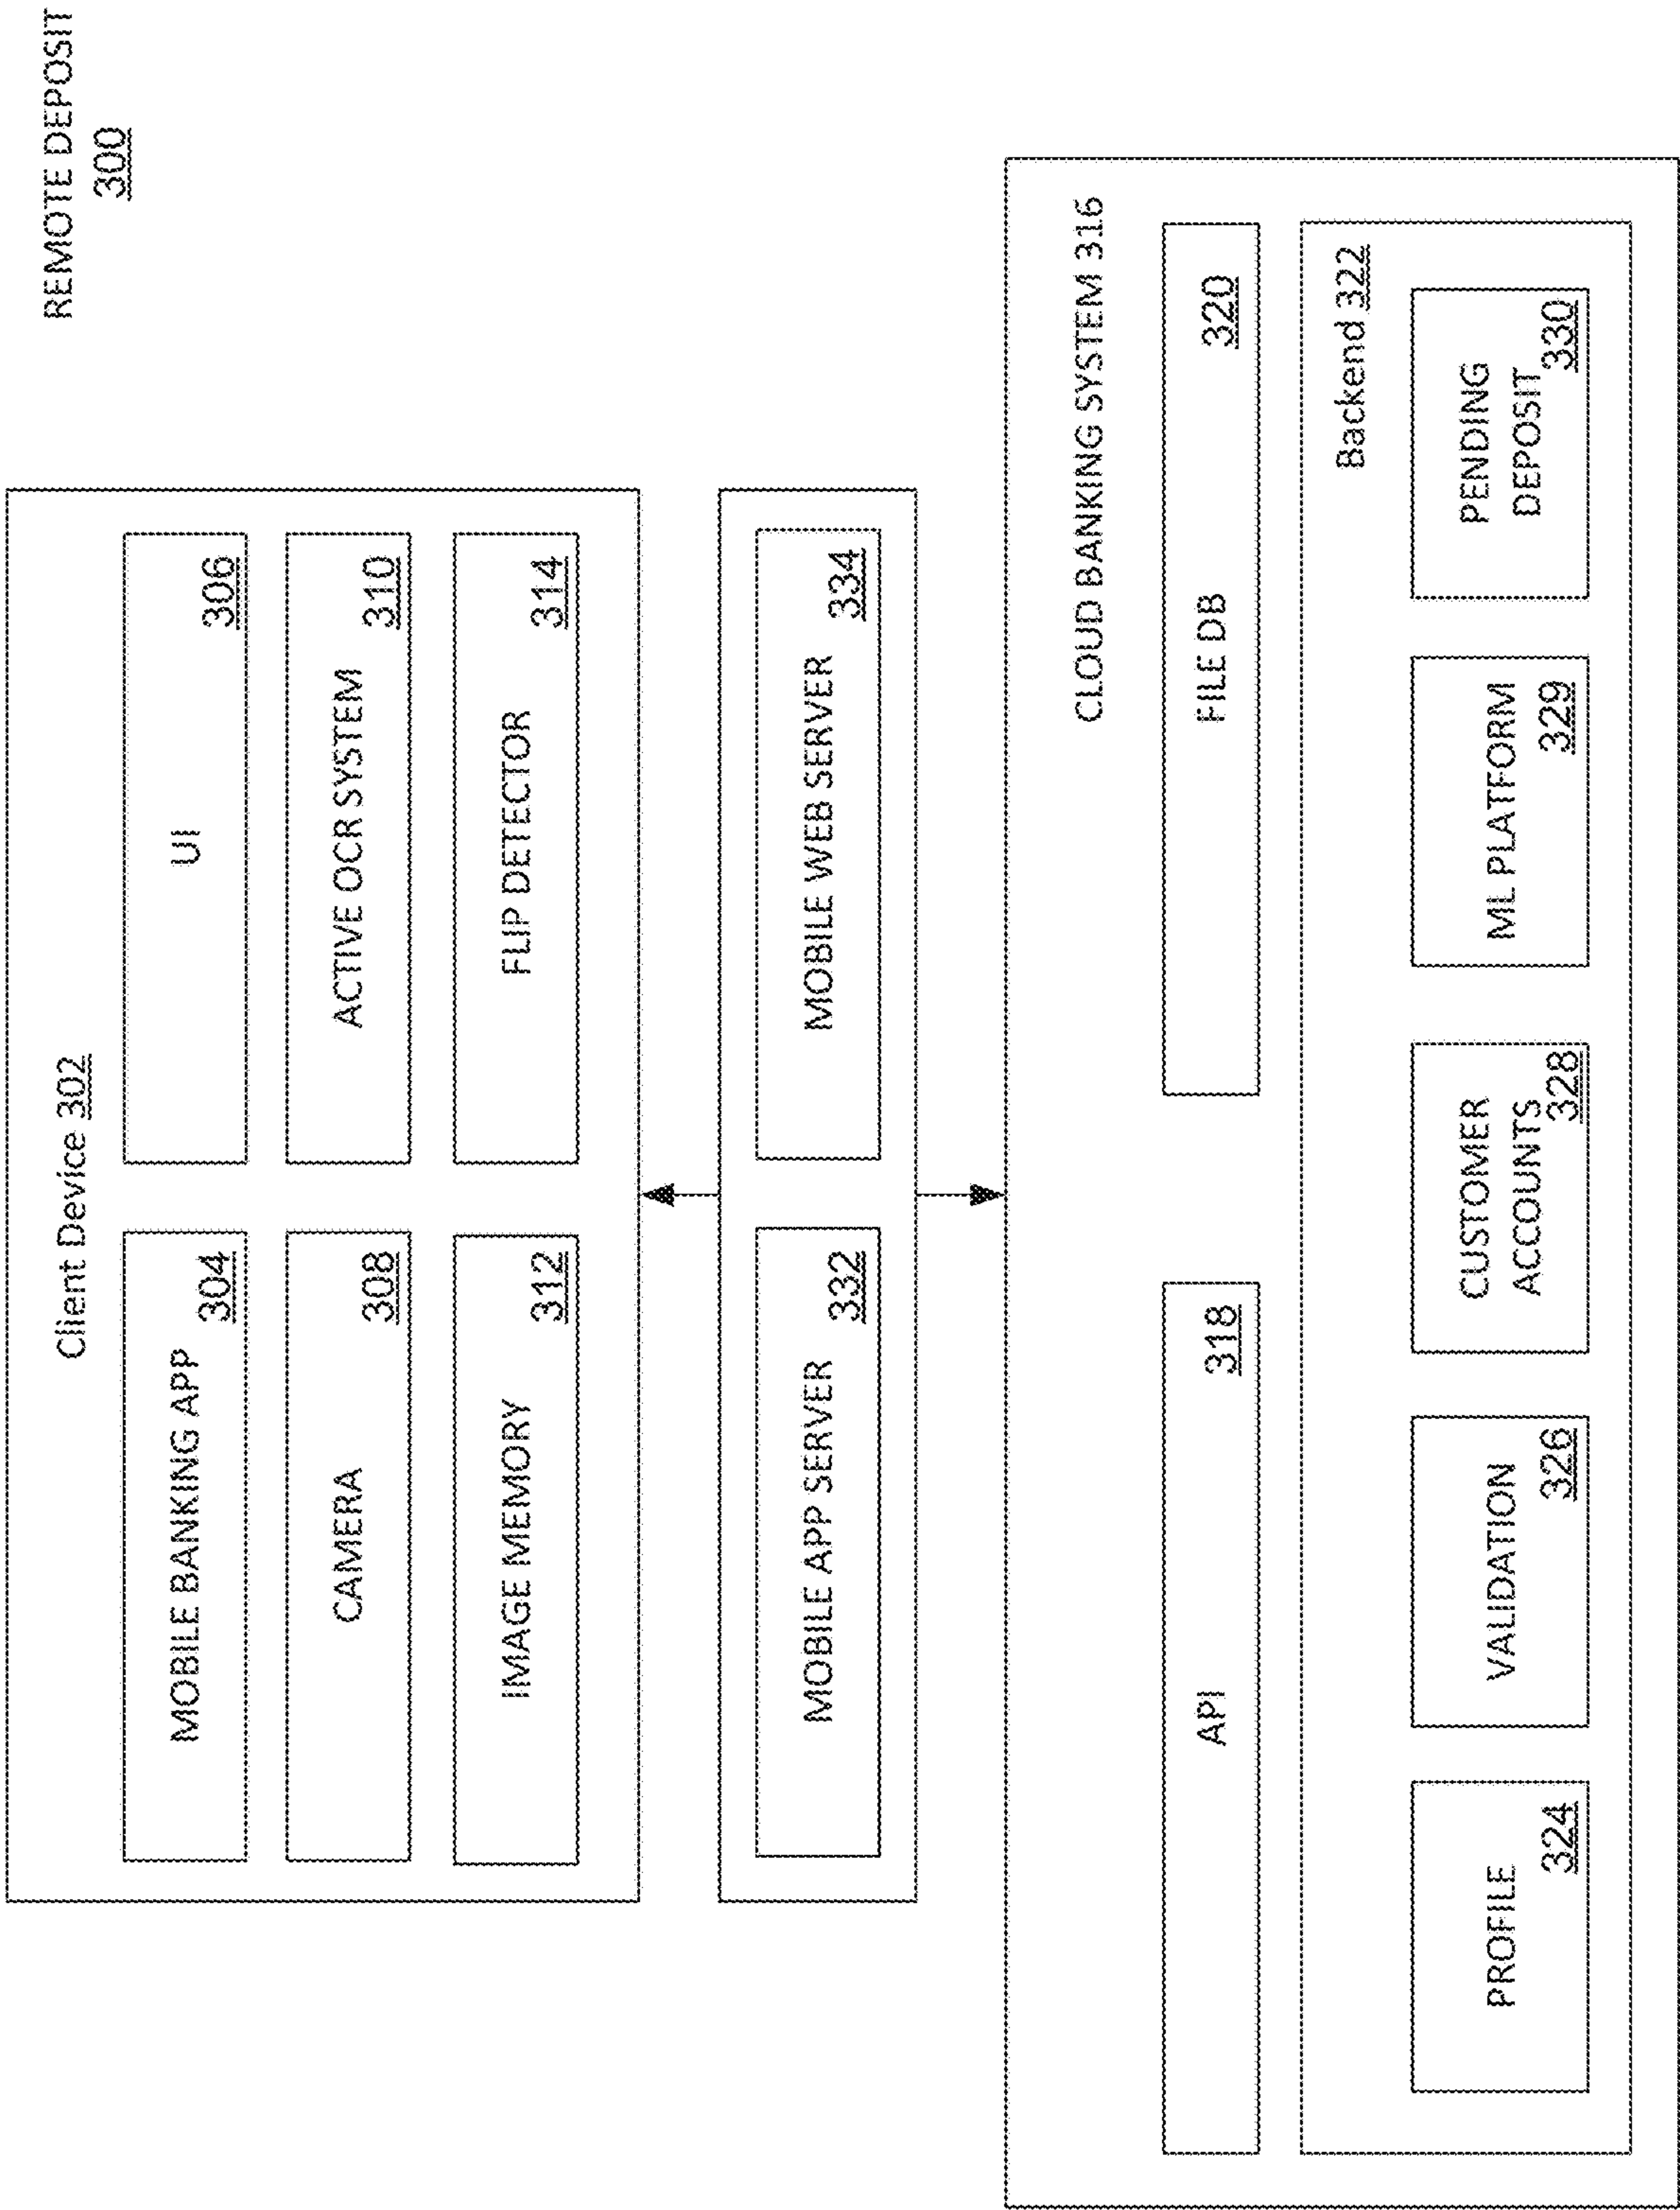 REMOTE DEPOSIT
300
Client Device 302
MOBILE BANKING APP
304
UI
306
CAMERA
308
ACTIVE OCR SYSTEM
310
IMAGE MEMORY
312
FLIP DETECTOR
314
MOBILE APP SERVER
332
MOBILE WEB SERVER
334
CLOUD BANKING SYSTEM 316
API
318
FILE DB
320
Backend 322
PROFILE
324
VALIDATION
326
CUSTOMER
ACCOUNTS
328
ML PLATFORM
329
PENDING
DEPOSIT
330